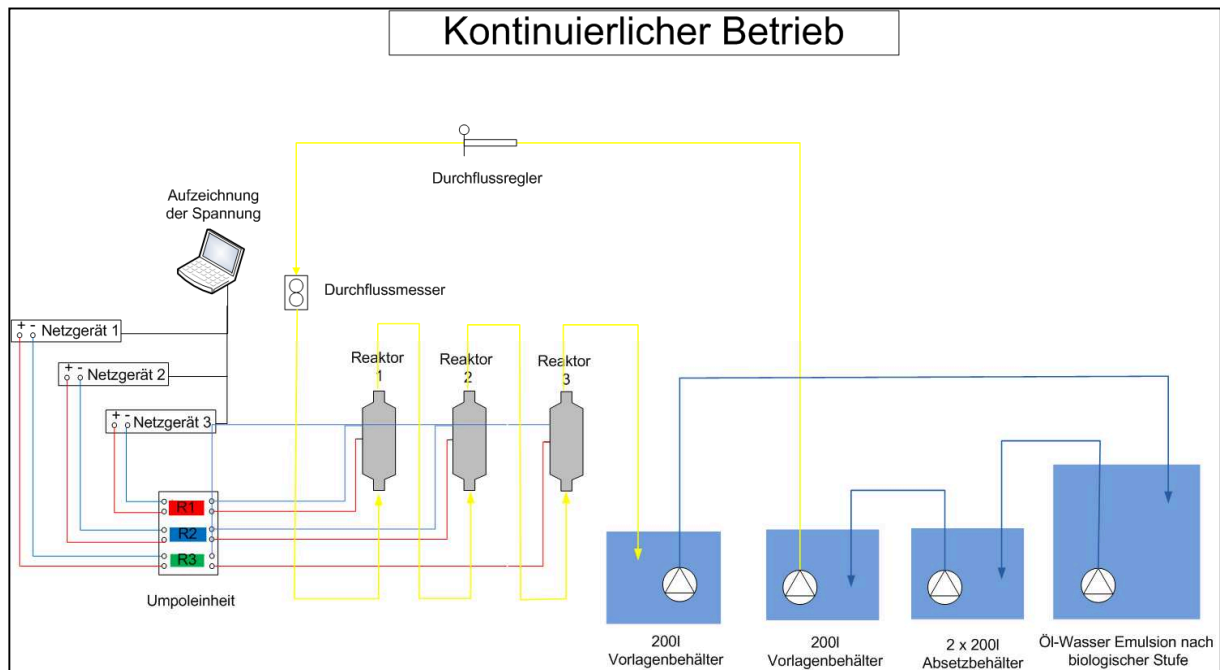 Kontinuierlicher Betrieb
Durchflussregler
Aufzeichnung
der Spannung
Durchflussmesser
+ -
Netzgerät 1
+ -
Netzgerät 2
+ -
Netzgerät 3
Reaktor
1
Reaktor
2
Reaktor
3
R1
R2
R3
Umpoleinheit
200l
Vorlagenbehälter
200l
Vorlagenbehälter
2 x 200l
Absetzbehälter
Öl-Wasser Emulsion nach
biologischer Stufe